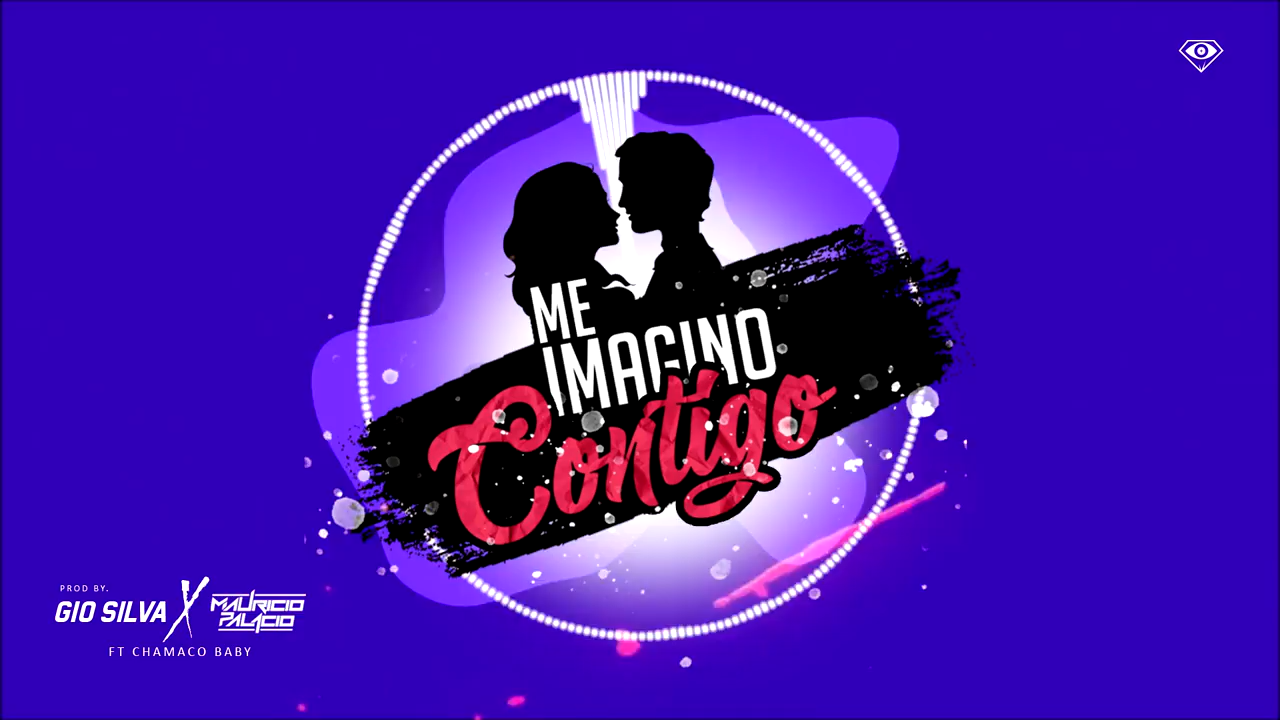 ME
IMAGINO
Contigo
PROD BY.
GIO SILVA X MAURICIO
PALACIO
FT CHAMACO BABY